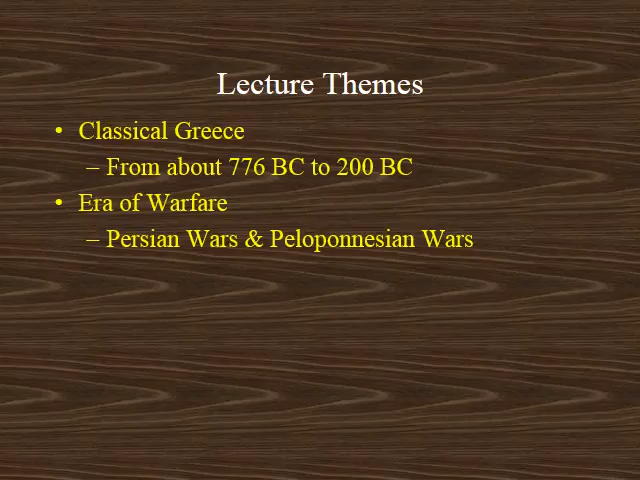 Lecture Themes
• Classical Greece
– From about 776 BC to 200 BC
• Era of Warfare
– Persian Wars & Peloponnesian Wars